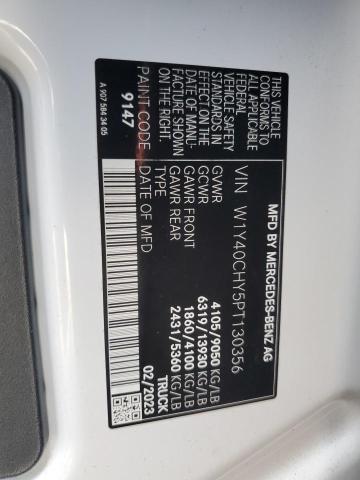 MFD BY MERCEDES-BENZ AG
VIN W1Y40CHY5PT130356
THIS VEHICLE
CONFORMS TO
ALL APPLICABLE
FEDERAL
VEHICLE SAFETY
STANDARDS IN
EFFECT ON THE
DATE OF MANU-
FACTURE SHOWN
ON THE RIGHT.
GVWR 4105/9050 KG/LB
GCWR 6319/13930 KG/LB
GAWR FRONT 1860/4100 KG/LB
GAWR REAR 2431/5360 KG/LB
TYPE TRUCK
DATE OF MFD 02/2023
PAINT CODE
9147
A 907 584 34 05